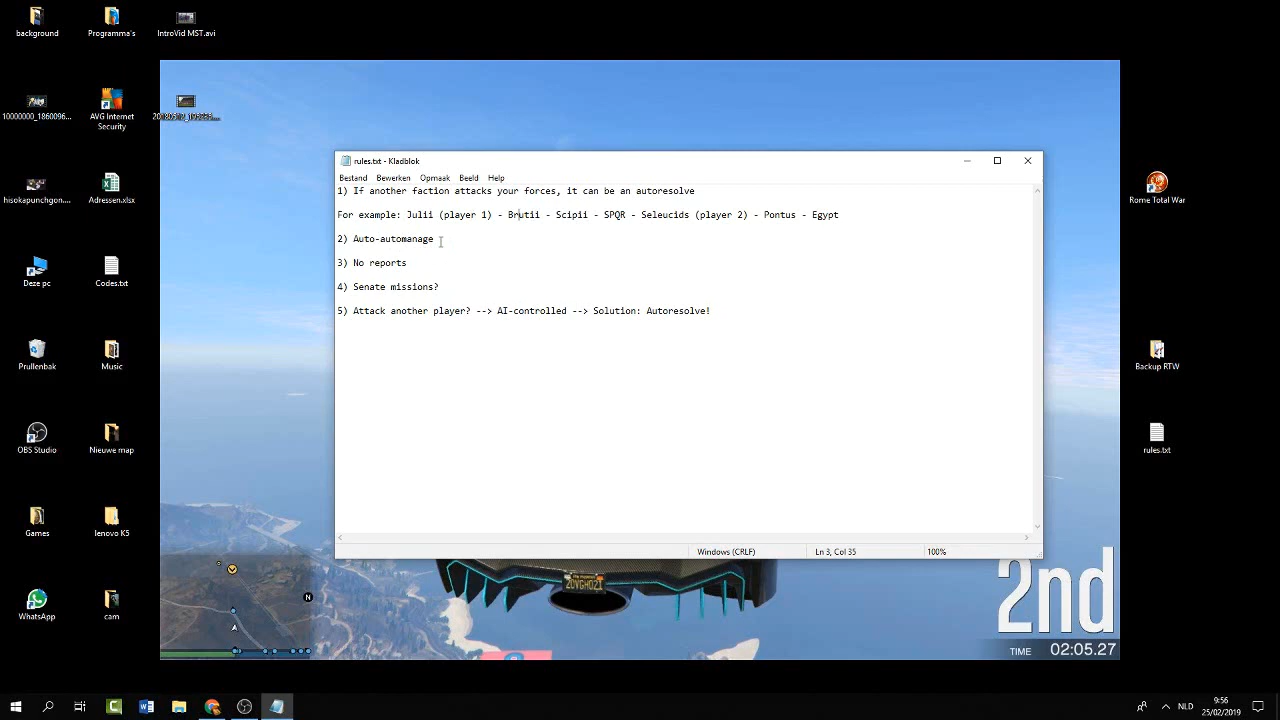 background
Programma's
IntroVid MST.avi
10000000_1860096...
AVG Internet
Security
hisokapunchgon....
Adressen.xlsx
Deze pc
Codes.txt
Prullenbak
Music
OBS Studio
Nieuwe map
Games
lenovo K5
WhatsApp
cam
rules.txt - Kladblok
Bestand Bewerken Opmaak Beeld Help
1) If another faction attacks your forces, it can be an autoresolve
For example: Julii (player 1) - Brutii - Scipii - SPQR - Seleucids (player 2) - Pontus - Egypt
2) Auto-automanage
3) No reports
4) Senate missions?
5) Attack another player? --> AI-controlled --> Solution: Autoresolve!
Windows (CRLF) Ln 3, Col 35 100%
Rome Total War
Backup RTW
rules.txt
N
2nd
TIME 02:05.27
NLD
9:56
25/02/2019